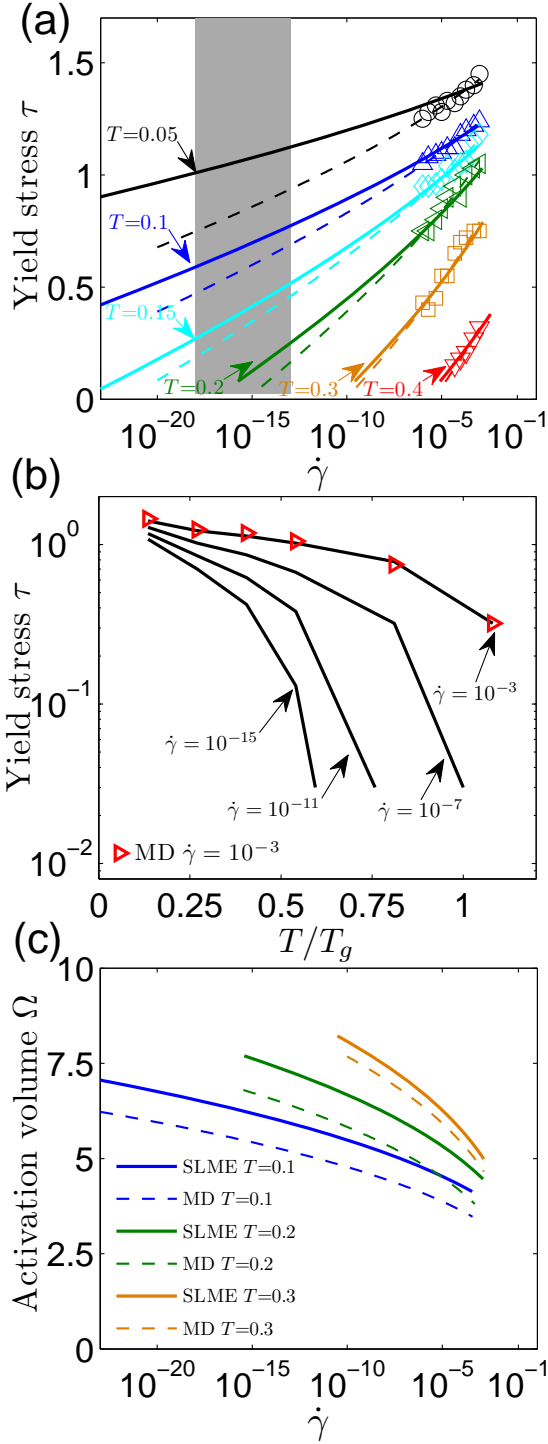 (a)
Yield stress τ
1.5
1
0.5
0
T=0.05
T=0.1
T=0.15
T=0.2
T=0.3
T=0.4
10⁻²⁰
10⁻¹⁵
10⁻¹⁰
10⁻⁵
10⁻¹
γ̇
(b)
Yield stress τ
10⁰
10⁻¹
10⁻²
γ̇ = 10⁻³
γ̇ = 10⁻¹⁵
γ̇ = 10⁻¹¹
γ̇ = 10⁻⁷
MD γ̇ = 10⁻³
0
0.25
0.5
0.75
1
T/T_g
(c)
Activation volume Ω
10
7.5
5
2.5
0
SLME T=0.1
MD T=0.1
SLME T=0.2
MD T=0.2
SLME T=0.3
MD T=0.3
10⁻²⁰
10⁻¹⁵
10⁻¹⁰
10⁻⁵
10⁻¹
γ̇